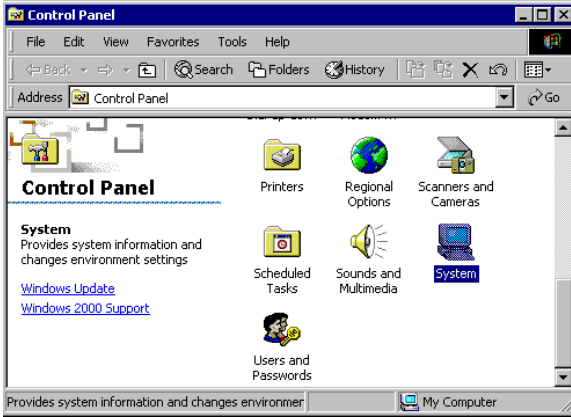 Control Panel
File Edit View Favorites Tools Help
Back Search Folders History
Address Control Panel Go
Control Panel
System
Provides system information and
changes environment settings
Windows Update
Windows 2000 Support
Printers
Regional
Options
Scanners and
Cameras
Scheduled
Tasks
Sounds and
Multimedia
System
Users and
Passwords
Provides system information and changes environmer
My Computer